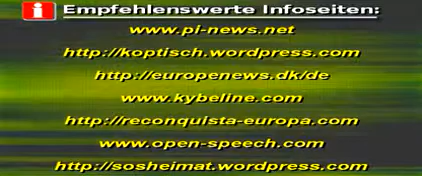 Empfehlenswerte Infoseiten:
www.pi-news.net
http://koptisch.wordpress.com
http://europenews.dk/de
www.kybeline.com
http://reconquista-europa.com
www.open-speech.com
http://sosheimat.wordpress.com